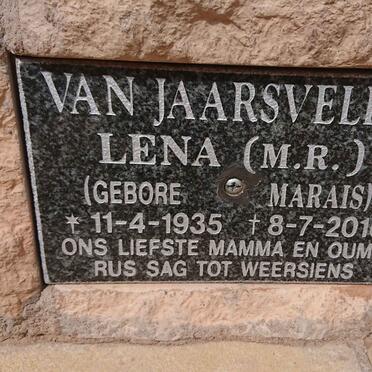 VAN JAARSVEL
LENA (M.R.)
(GEBORE MARAIS)
* 11-4-1935 † 8-7-201
ONS LIEFSTE MAMMA EN OUM
RUS SAG TOT WEERSIENS